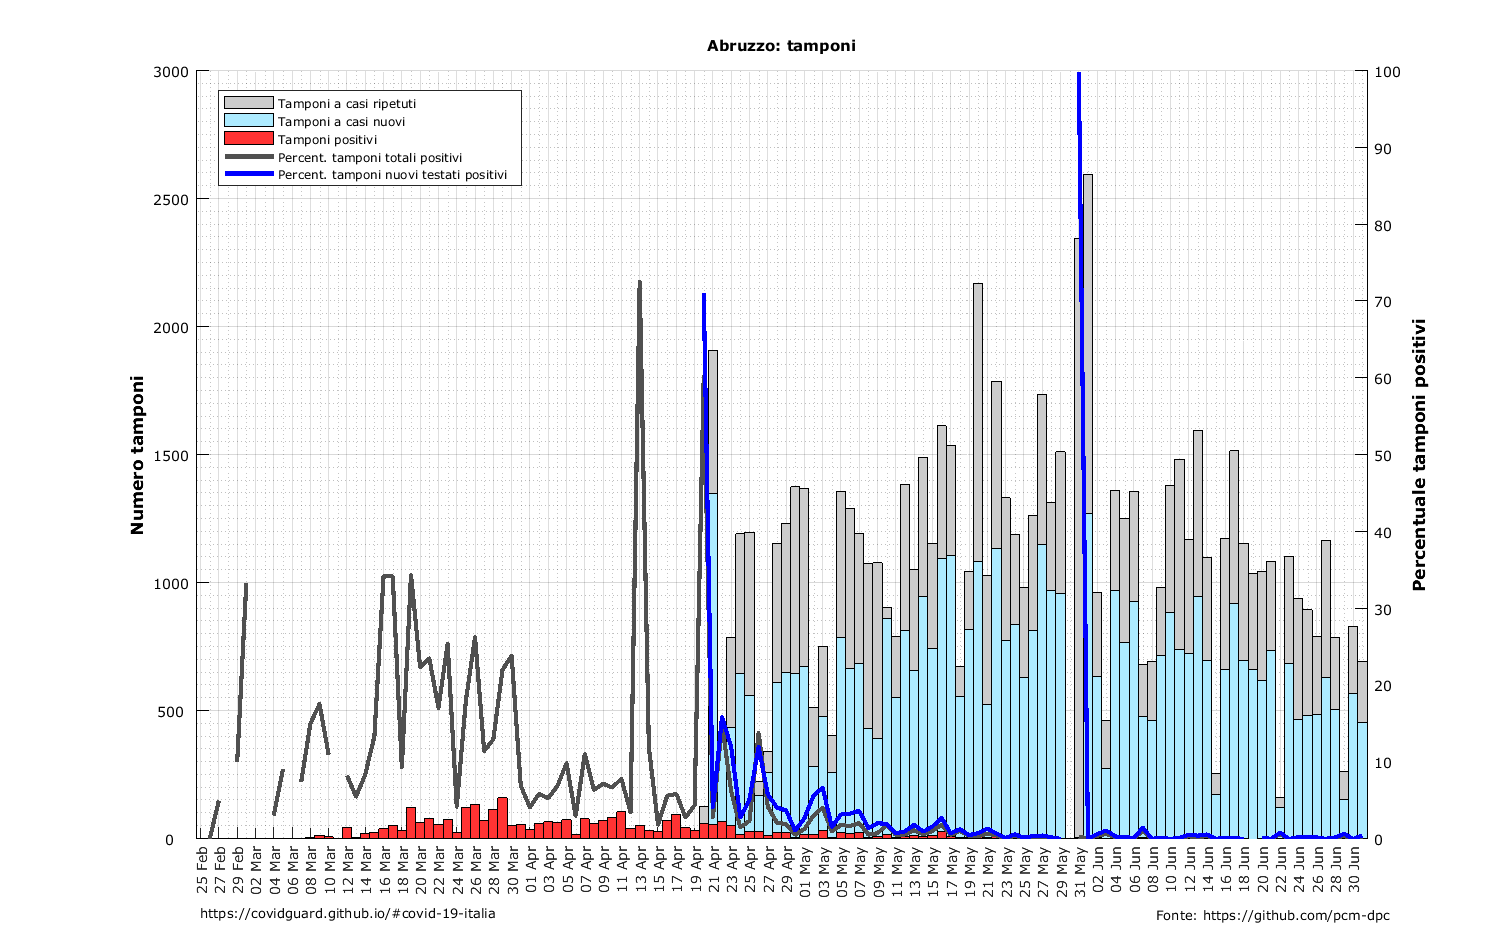 Abruzzo: tamponi
3000
2500
2000
1500
1000
500
0
Numero tamponi
Tamponi a casi ripetuti
Tamponi a casi nuovi
Tamponi positivi
Percent. tamponi totali positivi
Percent. tamponi nuovi testati positivi
100
90
80
70
60
50
40
30
20
10
0
Percentuale tamponi positivi
25 Feb
27 Feb
29 Feb
02 Mar
04 Mar
06 Mar
08 Mar
10 Mar
12 Mar
14 Mar
16 Mar
18 Mar
20 Mar
22 Mar
24 Mar
26 Mar
28 Mar
30 Mar
01 Apr
03 Apr
05 Apr
07 Apr
09 Apr
11 Apr
13 Apr
15 Apr
17 Apr
19 Apr
21 Apr
23 Apr
25 Apr
27 Apr
29 Apr
01 May
03 May
05 May
07 May
09 May
11 May
13 May
15 May
17 May
19 May
21 May
23 May
25 May
27 May
29 May
31 May
02 Jun
04 Jun
06 Jun
08 Jun
10 Jun
12 Jun
14 Jun
16 Jun
18 Jun
20 Jun
22 Jun
24 Jun
26 Jun
28 Jun
30 Jun
https://covidguard.github.io/#covid-19-italia
Fonte: https://github.com/pcm-dpc